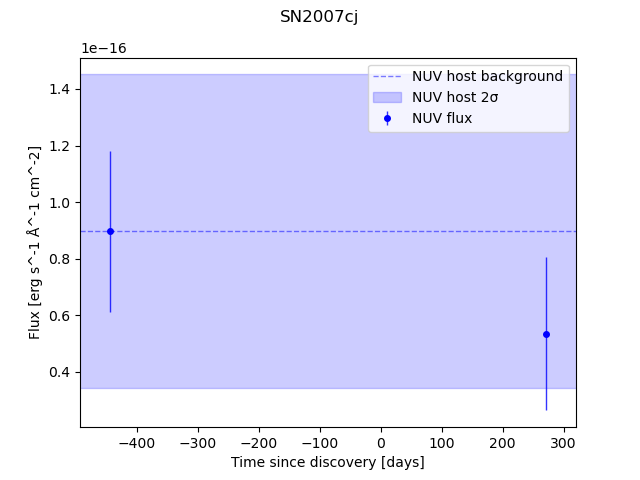 SN2007cj
1e−16
NUV host background
NUV host 2σ
NUV flux
1.4
1.2
1.0
0.8
0.6
0.4
Flux [erg s^-1 Å^-1 cm^-2]
−400
−300
−200
−100
0
100
200
300
Time since discovery [days]